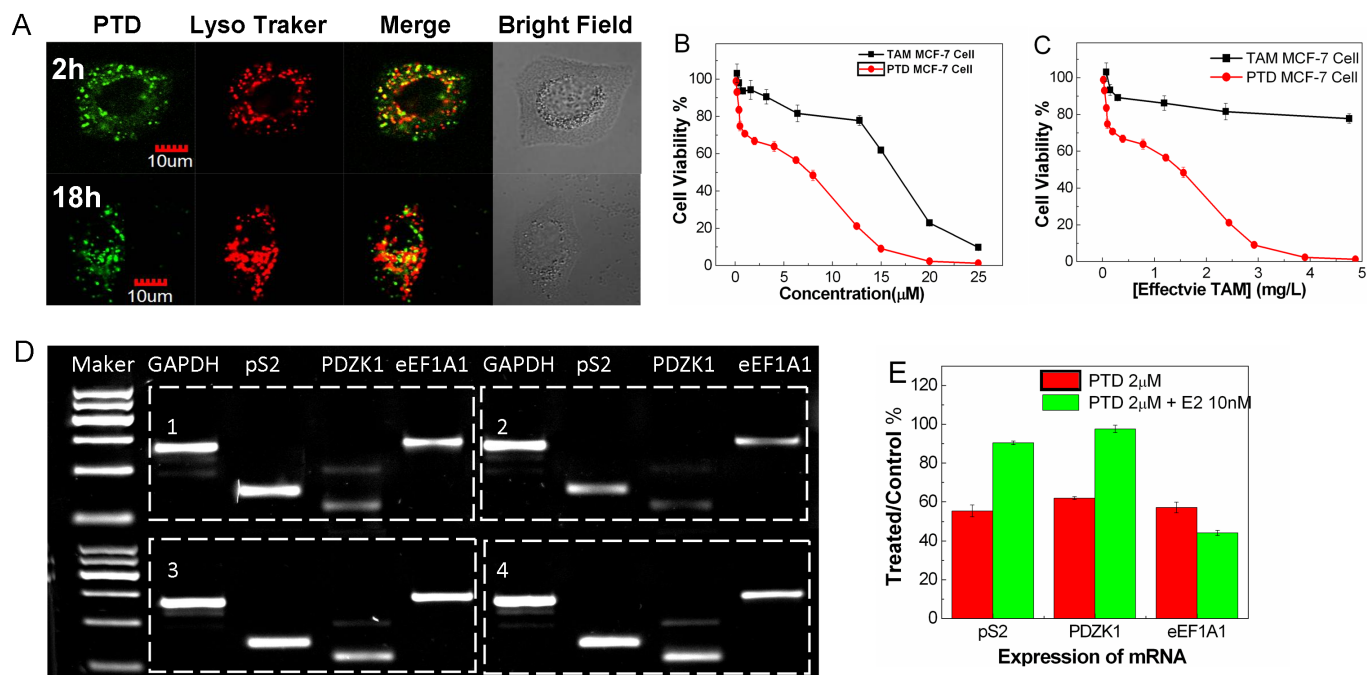 A
PTD Lyso Traker Merge Bright Field
2h
10um
18h
10um
B
TAM MCF-7 Cell
PTD MCF-7 Cell
Cell Viability %
100
80
60
40
20
0
0 5 10 15 20 25
Concentration(μM)
C
TAM MCF-7 Cell
PTD MCF-7 Cell
Cell Viability %
100
80
60
40
20
0
0 1 2 3 4 5
[Effectvie TAM] (mg/L)
D
Maker GAPDH pS2 PDZK1 eEF1A1 GAPDH pS2 PDZK1 eEF1A1
1 2
3 4
E
PTD 2μM
PTD 2μM + E2 10nM
Treated/Control %
120
100
80
60
40
20
0
pS2 PDZK1 eEF1A1
Expression of mRNA